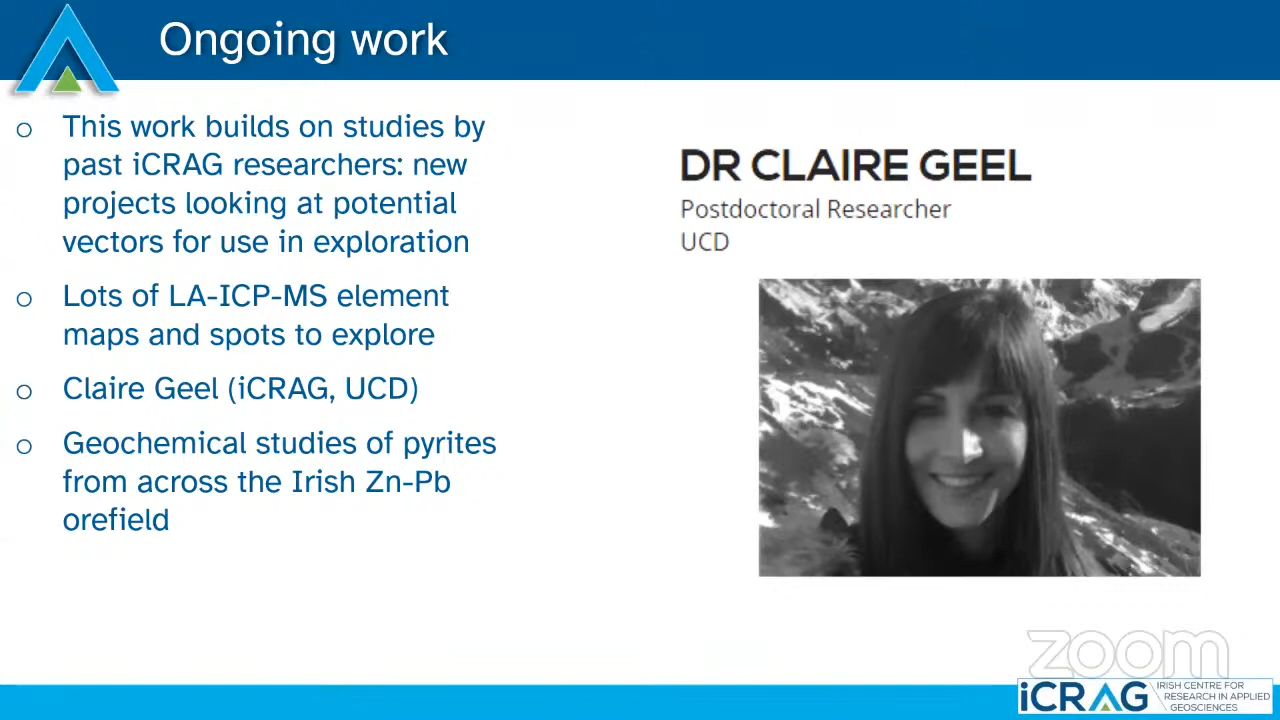 Ongoing work
o This work builds on studies by
past iCRAG researchers: new
projects looking at potential
vectors for use in exploration
o Lots of LA-ICP-MS element
maps and spots to explore
o Claire Geel (iCRAG, UCD)
o Geochemical studies of pyrites
from across the Irish Zn-Pb
orefield
DR CLAIRE GEEL
Postdoctoral Researcher
UCD
zoom
iCRAG
IRISH CENTRE FOR
RESEARCH IN APPLIED
GEOSCIENCES